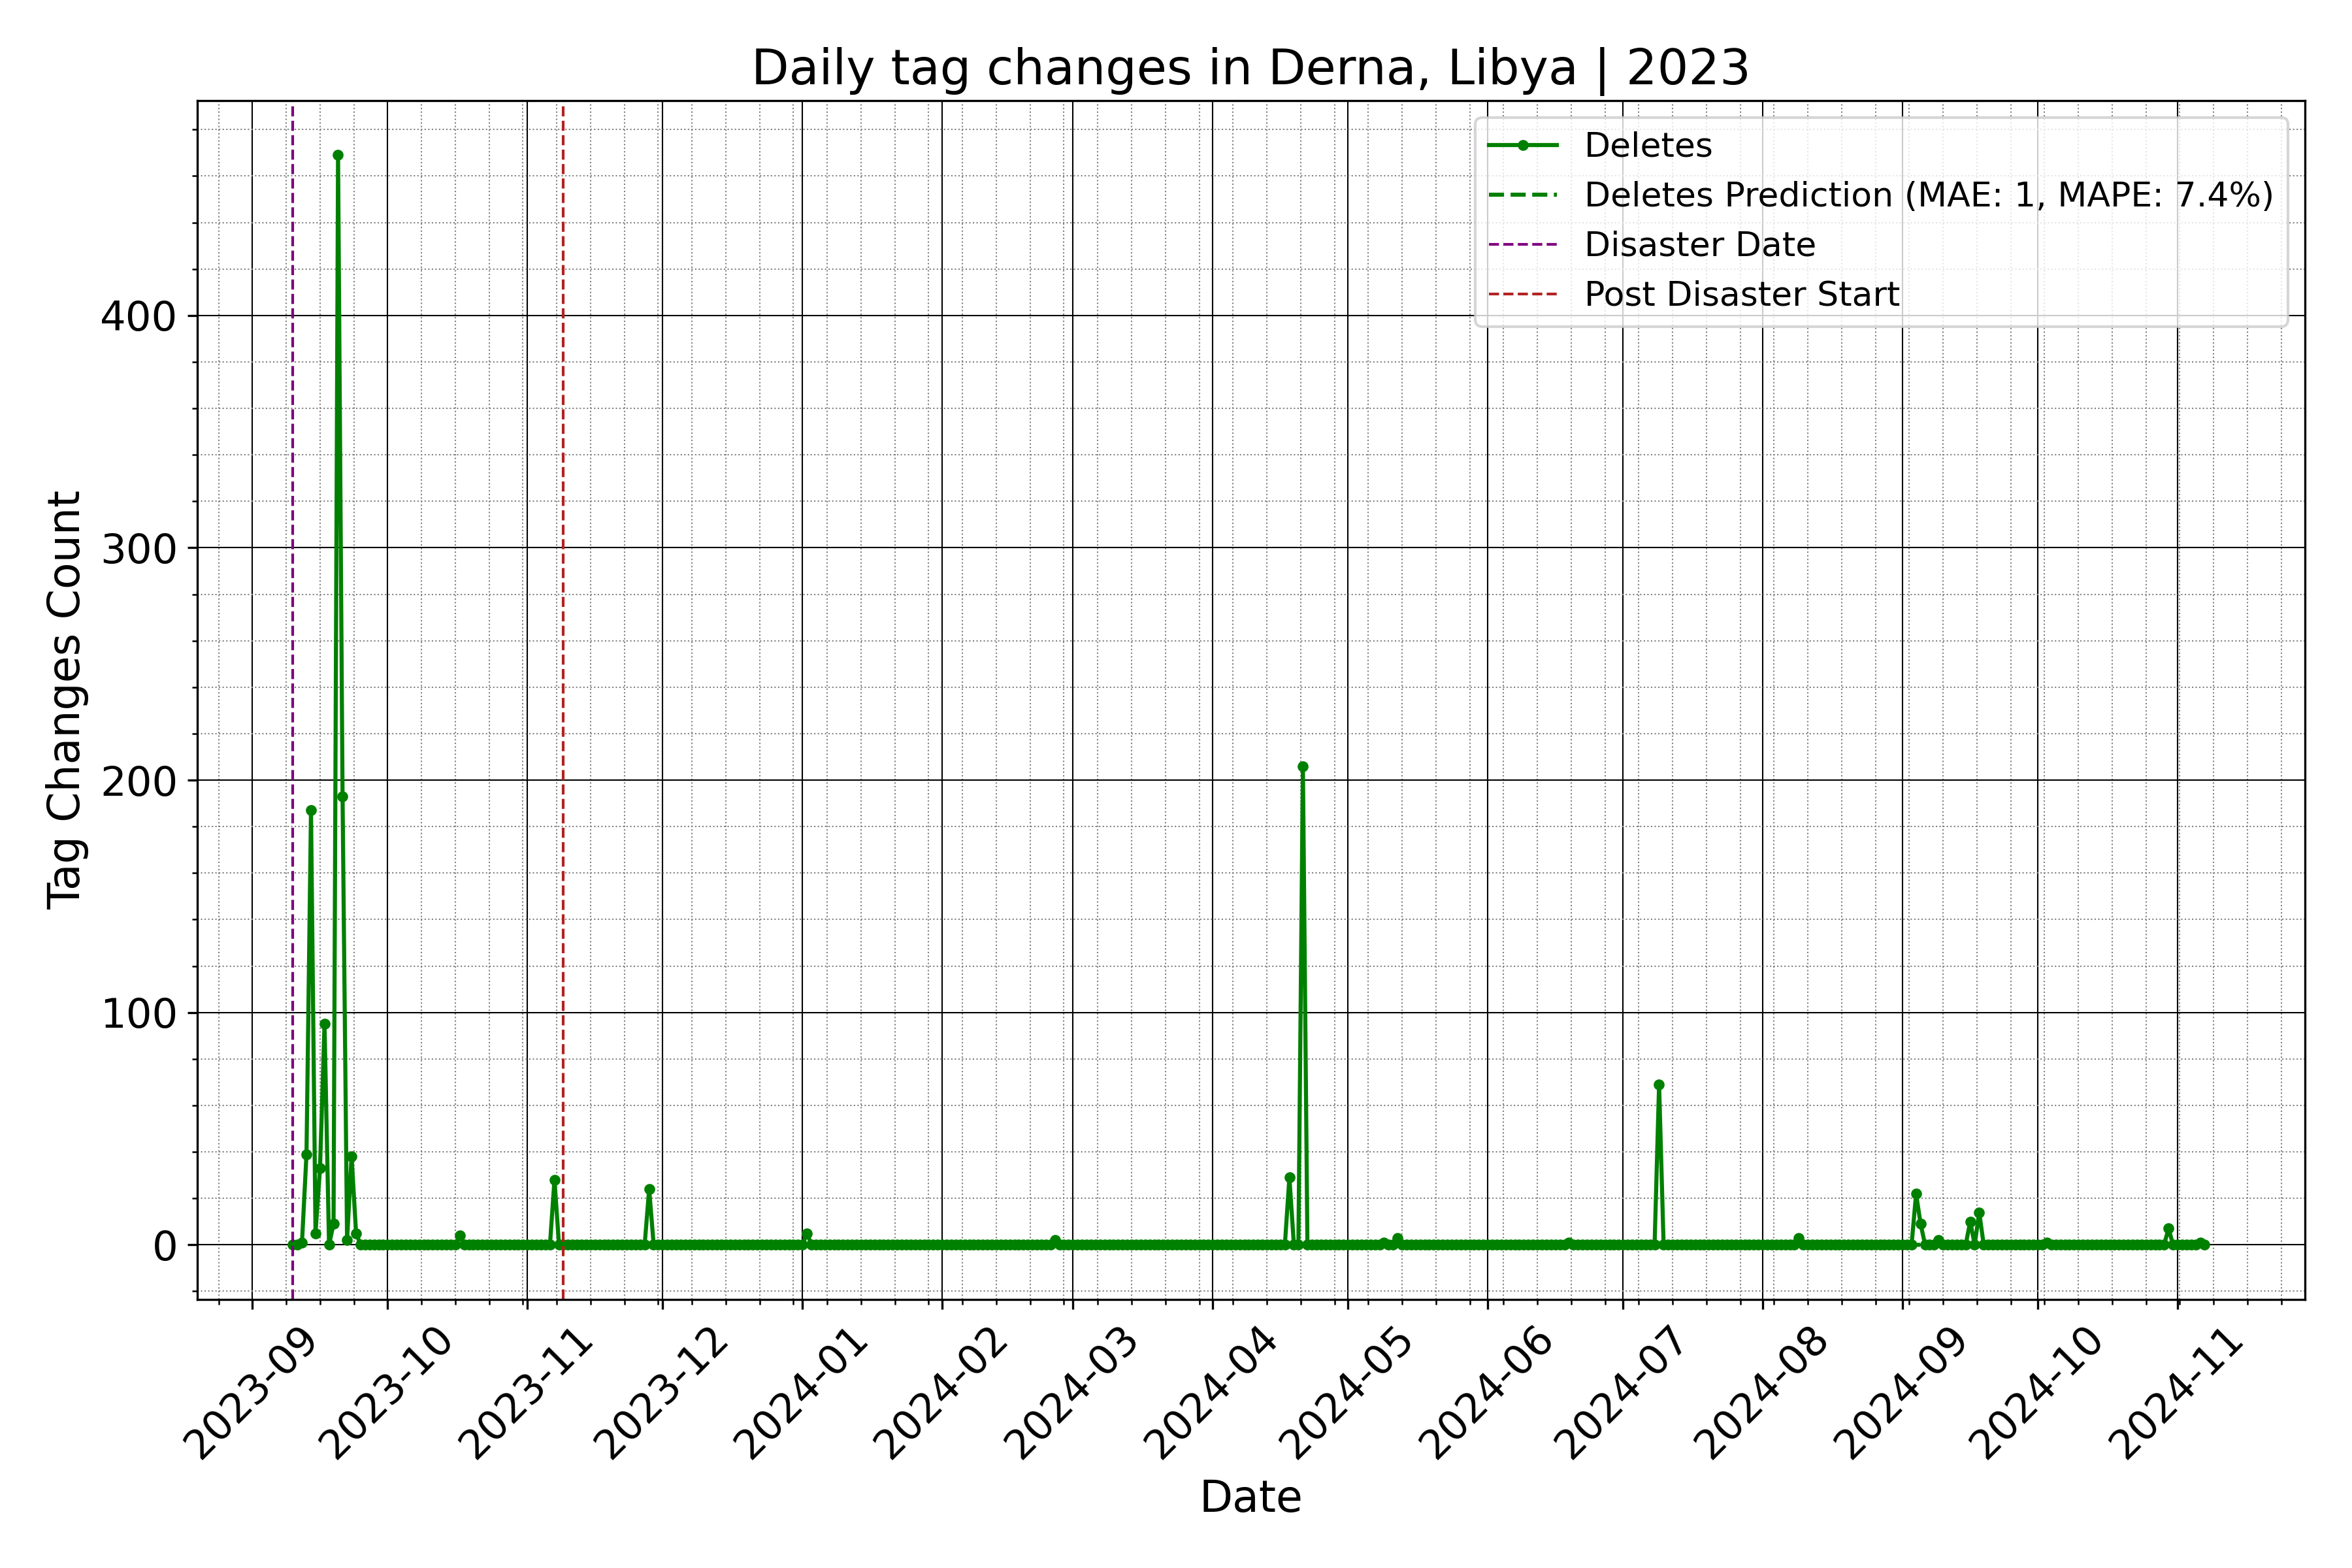 Daily tag changes in Derna, Libya | 2023
Deletes
Deletes Prediction (MAE: 1, MAPE: 7.4%)
Disaster Date
Post Disaster Start
Tag Changes Count
400
300
200
100
0
2023-09
2023-10
2023-11
2023-12
2024-01
2024-02
2024-03
2024-04
2024-05
2024-06
2024-07
2024-08
2024-09
2024-10
2024-11
Date